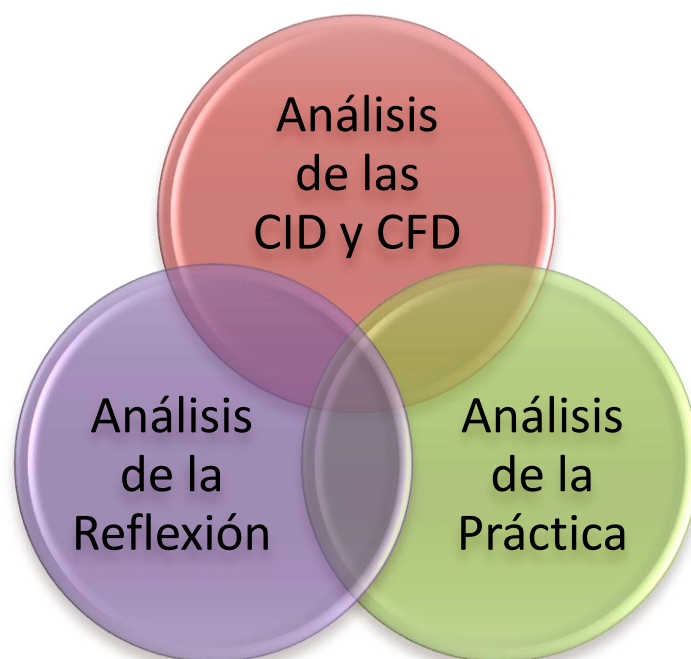 Análisis
de las
CID y CFD
Análisis
de la
Reflexión
Análisis
de la
Práctica